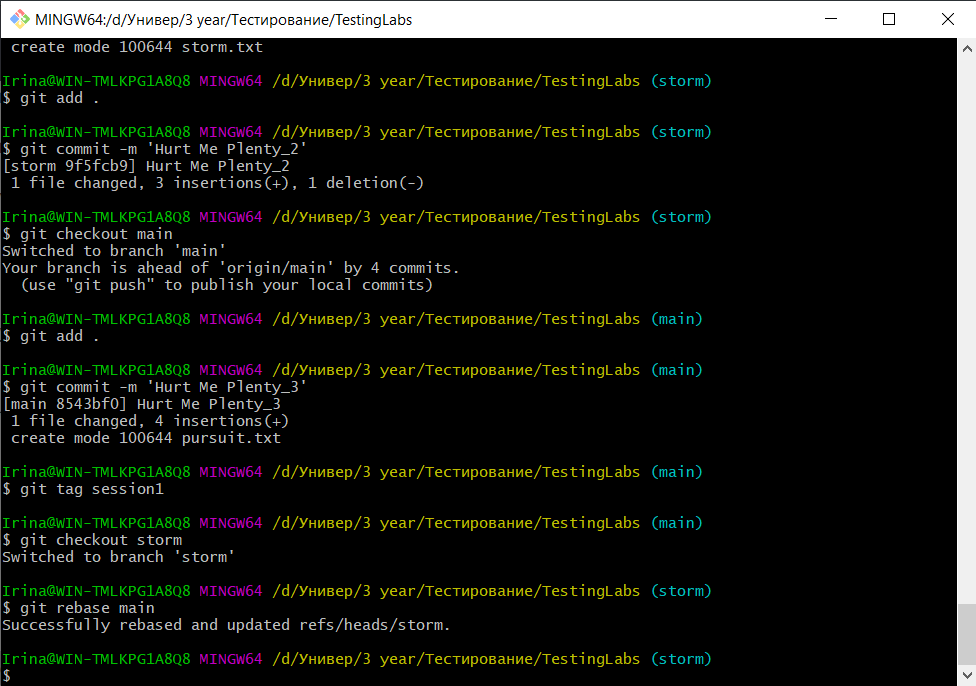 MINGW64:/d/Универ/3 year/Тестирование/TestingLabs
 create mode 100644 storm.txt
Irina@WIN-TMLKPG1A8Q8 MINGW64 /d/Универ/3 year/Тестирование/TestingLabs (storm)
$ git add .
Irina@WIN-TMLKPG1A8Q8 MINGW64 /d/Универ/3 year/Тестирование/TestingLabs (storm)
$ git commit -m 'Hurt Me Plenty_2'
[storm 9f5fcb9] Hurt Me Plenty_2
 1 file changed, 3 insertions(+), 1 deletion(-)
Irina@WIN-TMLKPG1A8Q8 MINGW64 /d/Универ/3 year/Тестирование/TestingLabs (storm)
$ git checkout main
Switched to branch 'main'
Your branch is ahead of 'origin/main' by 4 commits.
  (use "git push" to publish your local commits)
Irina@WIN-TMLKPG1A8Q8 MINGW64 /d/Универ/3 year/Тестирование/TestingLabs (main)
$ git add .
Irina@WIN-TMLKPG1A8Q8 MINGW64 /d/Универ/3 year/Тестирование/TestingLabs (main)
$ git commit -m 'Hurt Me Plenty_3'
[main 8543bf0] Hurt Me Plenty_3
 1 file changed, 4 insertions(+)
 create mode 100644 pursuit.txt
Irina@WIN-TMLKPG1A8Q8 MINGW64 /d/Универ/3 year/Тестирование/TestingLabs (main)
$ git tag session1
Irina@WIN-TMLKPG1A8Q8 MINGW64 /d/Универ/3 year/Тестирование/TestingLabs (main)
$ git checkout storm
Switched to branch 'storm'
Irina@WIN-TMLKPG1A8Q8 MINGW64 /d/Универ/3 year/Тестирование/TestingLabs (storm)
$ git rebase main
Successfully rebased and updated refs/heads/storm.
Irina@WIN-TMLKPG1A8Q8 MINGW64 /d/Универ/3 year/Тестирование/TestingLabs (storm)
$